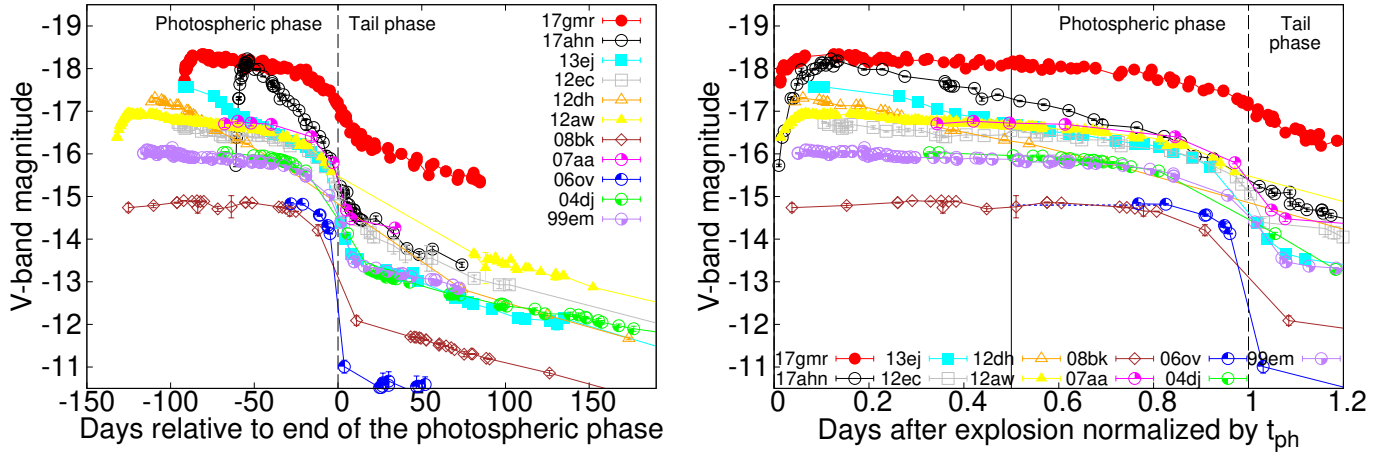 Photospheric phase Tail phase
17gmr
17ahn
13ej
12ec
12dh
12aw
08bk
07aa
06ov
04dj
99em
-19
-18
-17
-16
-15
-14
-13
-12
-11
V-band magnitude
-150 -100 -50 0 50 100 150
Days relative to end of the photospheric phase
Photospheric phase Tail
phase
-19
-18
-17
-16
-15
-14
-13
-12
-11
V-band magnitude
17gmr 13ej 12dh 08bk 06ov 99em
17ahn 12ec 12aw 07aa 04dj
0 0.2 0.4 0.6 0.8 1 1.2
Days after explosion normalized by tph